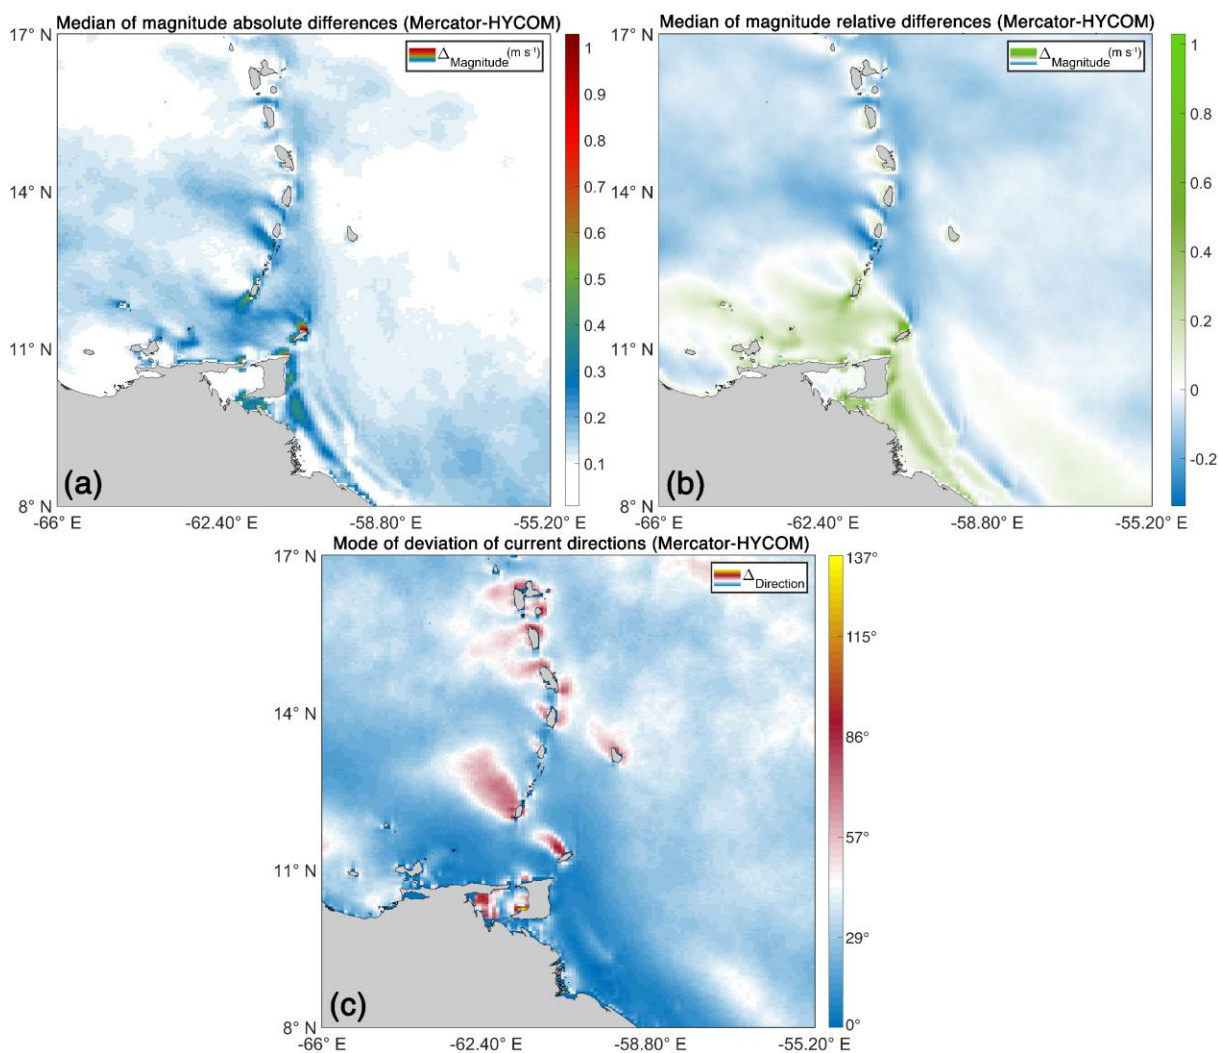 Median of magnitude absolute differences (Mercator-HYCOM)
17° N
14° N
11° N
8° N
-66° E
-62.40° E
-58.80° E
-55.20° E
Δ Magnitude (m s⁻¹)
1
0.9
0.8
0.7
0.6
0.5
0.4
0.3
0.2
0.1
(a)
Median of magnitude relative differences (Mercator-HYCOM)
17° N
14° N
11° N
8° N
-66° E
-62.40° E
-58.80° E
-55.20° E
Δ Magnitude (m s⁻¹)
1
0.8
0.6
0.4
0.2
0
-0.2
(b)
Mode of deviation of current directions (Mercator-HYCOM)
17° N
14° N
11° N
8° N
-66° E
-62.40° E
-58.80° E
-55.20° E
Δ Direction
137°
115°
86°
57°
29°
0°
(c)